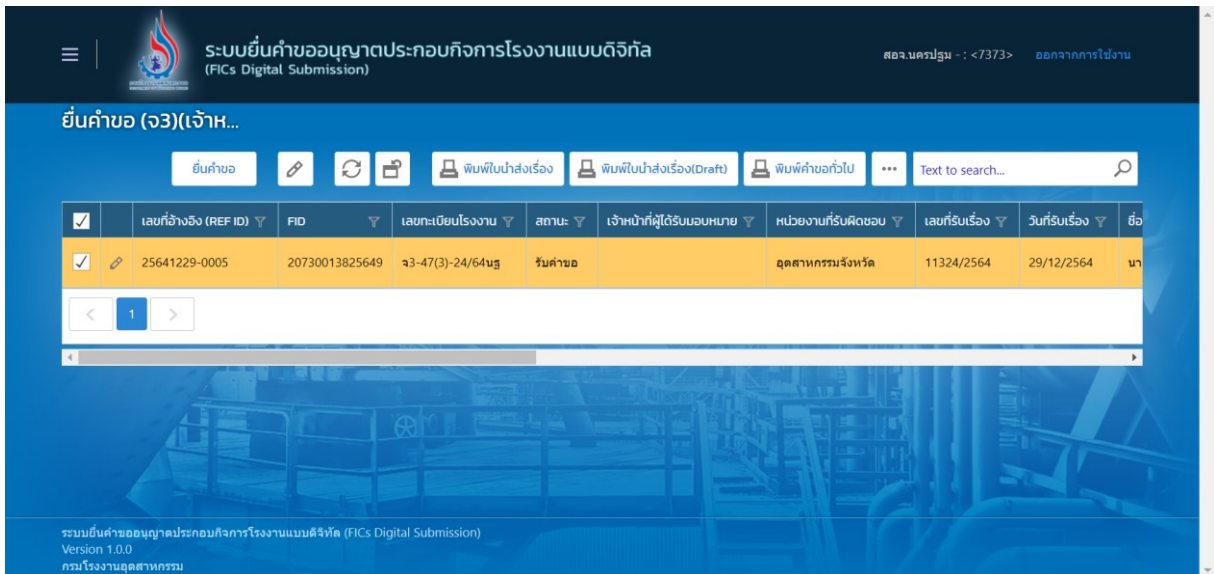 ระบบยื่นคำขออนุญาตประกอบกิจการโรงงานแบบดิจิทัล
(FICs Digital Submission)
สอจ.นครปฐม - : <7373> ออกจากการใช้งาน
ยื่นคำขอ (จ3)(เจ้าห...
ยื่นคำขอ พิมพ์ใบนำส่งเรื่อง พิมพ์ใบนำส่งเรื่อง(Draft) พิมพ์คำขอทั่วไป ... Text to search...
เลขที่อ้างอิง (REF ID) FID เลขทะเบียนโรงงาน สถานะ เจ้าหน้าที่ผู้ได้รับมอบหมาย หน่วยงานที่รับผิดชอบ เลขที่รับเรื่อง วันที่รับเรื่อง ชื่อ
25641229-0005 20730013825649 จ3-47(3)-24/64นฐ รับคำขอ อุตสาหกรรมจังหวัด 11324/2564 29/12/2564 นา
< 1 >
ระบบยื่นคำขออนุญาตประกอบกิจการโรงงานแบบดิจิทัล (FICs Digital Submission)
Version 1.0.0
กรมโรงงานอุตสาหกรรม